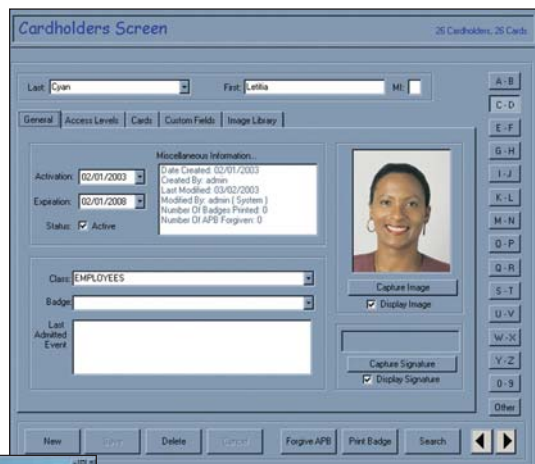 Cardholders Screen
26 Cardholders, 26 Cards
Last: Cyan First: Letitia MI:
General Access Levels Cards Custom Fields Image Library
Miscellaneous Information...
Activation: 02/01/2003
Expiration: 02/01/2008
Status: Active
Date Created: 02/01/2003
Created By: admin
Last Modified: 03/02/2003
Modified By: admin ( System )
Number Of Badges Printed: 0
Number Of APB Forgiven: 0
Capture Image
Display Image
Class: EMPLOYEES
Badge:
Last
Admitted
Event
Capture Signature
Display Signature
A - B
C - D
E - F
G - H
I - J
K - L
M - N
O - P
Q - R
S - T
U - V
W - X
Y - Z
0 - 9
Other
New Save Delete Cancel Forgive APB Print Badge Search